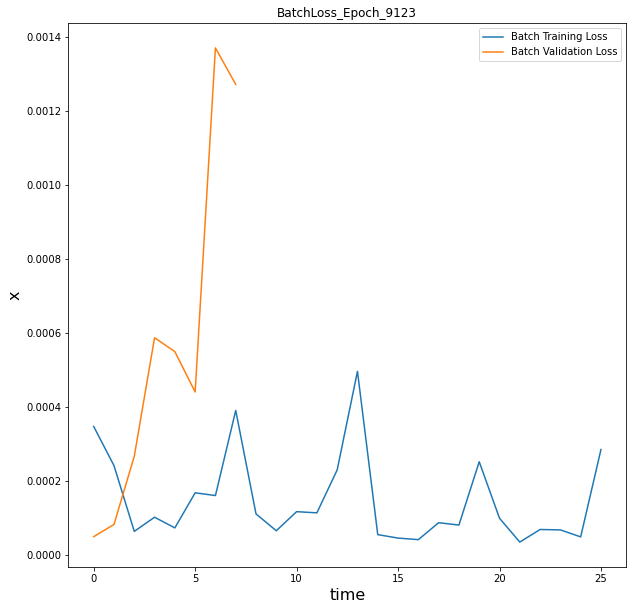 BatchLoss_Epoch_9123
Batch Training Loss
Batch Validation Loss
0.0014
0.0012
0.0010
0.0008
0.0006
0.0004
0.0002
0.0000
x
0 5 10 15 20 25
time